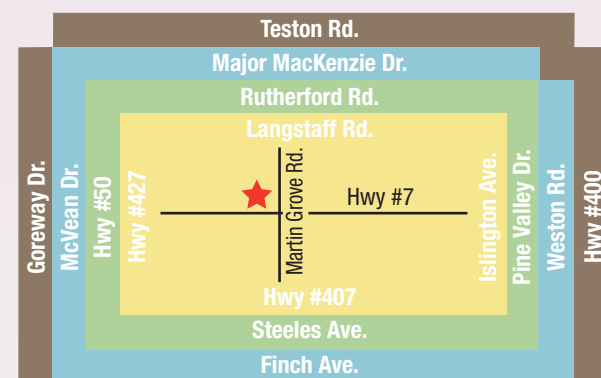 Teston Rd.
Major MacKenzie Dr.
Rutherford Rd.
Langstaff Rd.
Goreway Dr.
McVean Dr.
Hwy #50
Hwy #427
Martin Grove Rd.
Hwy #7
Islington Ave.
Pine Valley Dr.
Weston Rd.
Hwy #400
Hwy #407
Steeles Ave.
Finch Ave.